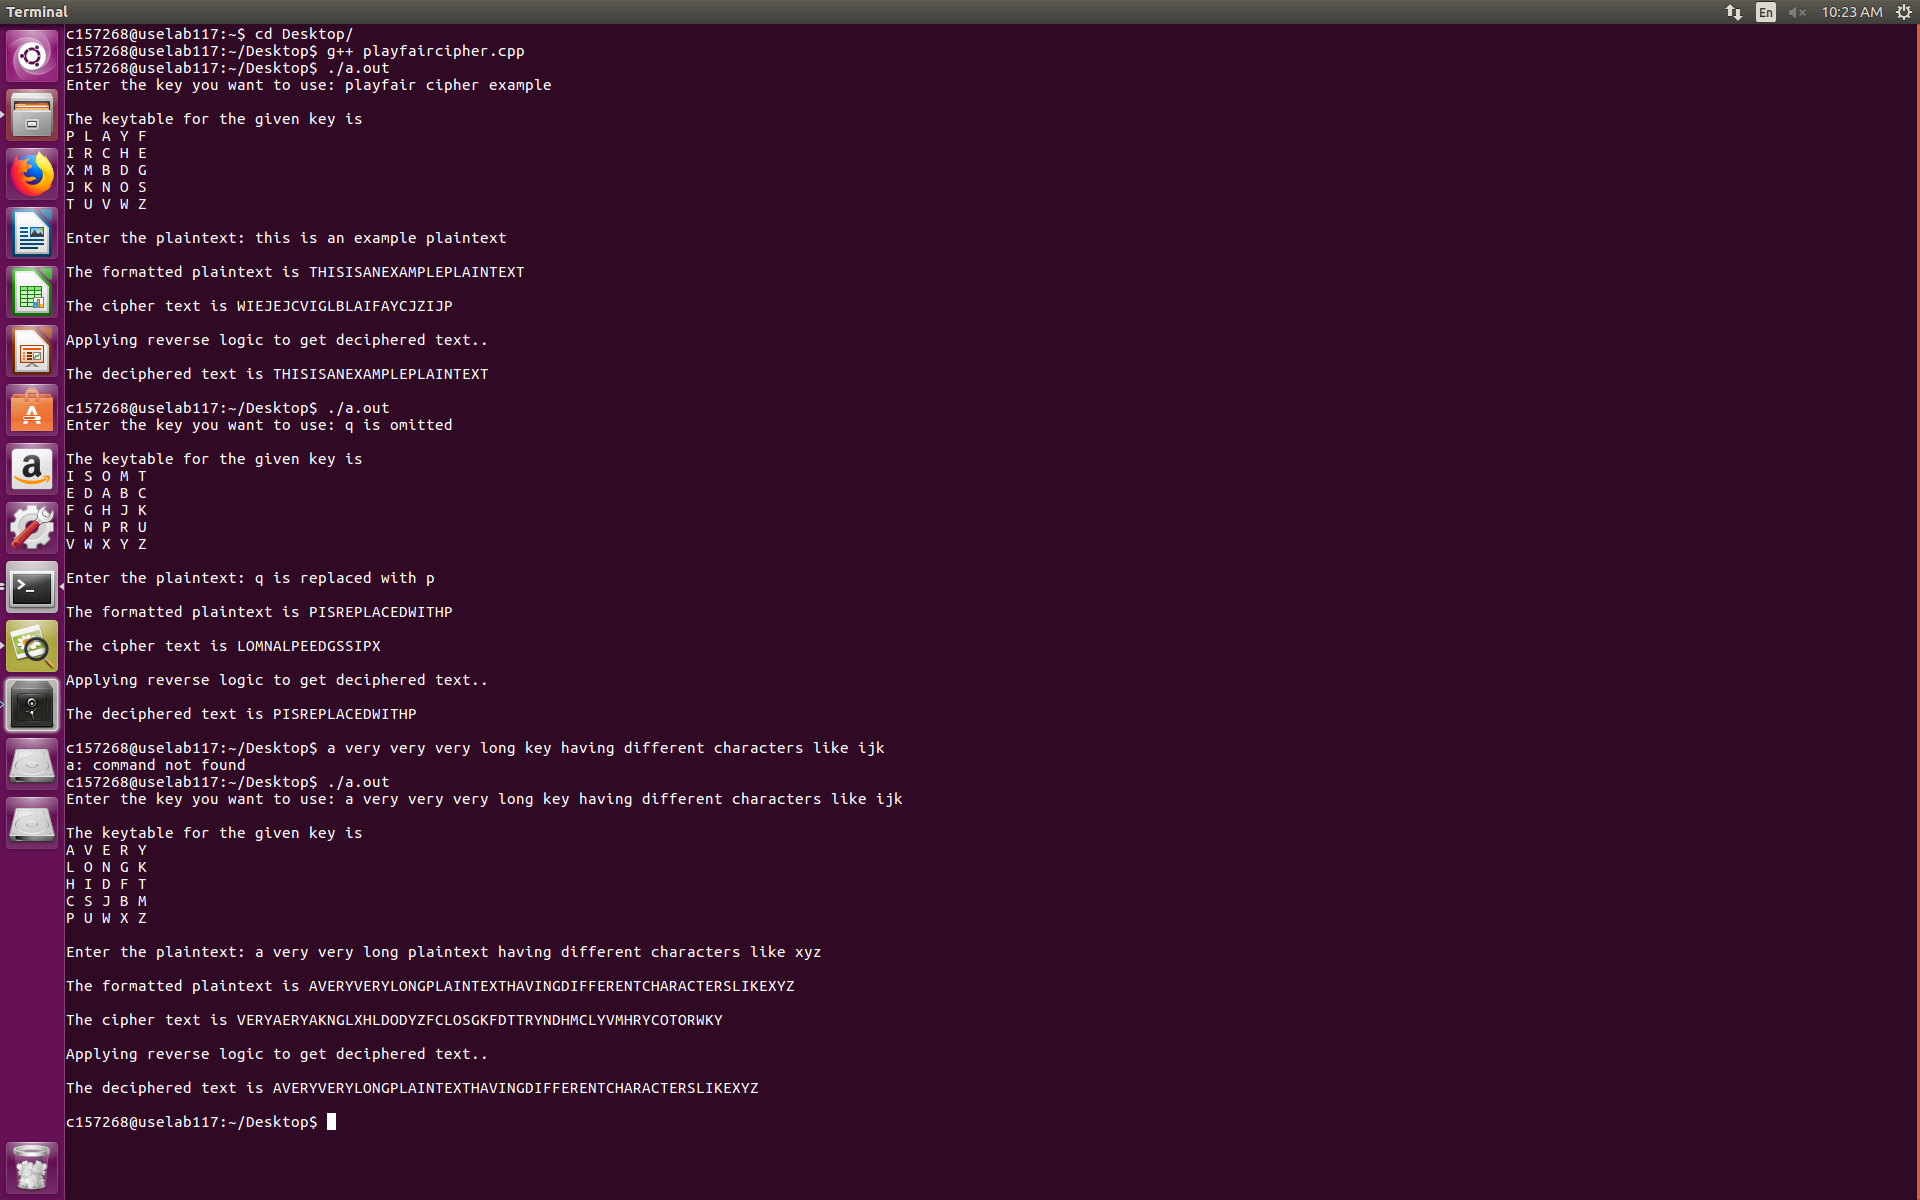 Terminal
En
10:23 AM
c157268@uselab117:~$ cd Desktop/
c157268@uselab117:~/Desktop$ g++ playfaircipher.cpp
c157268@uselab117:~/Desktop$ ./a.out
Enter the key you want to use: playfair cipher example
The keytable for the given key is
P L A Y F
I R C H E
X M B D G
J K N O S
T U V W Z
Enter the plaintext: this is an example plaintext
The formatted plaintext is THISISANEXAMPLEPLAINTEXT
The cipher text is WIEJEJCVIGLBLAIFAYCJZIJP
Applying reverse logic to get deciphered text..
The deciphered text is THISISANEXAMPLEPLAINTEXT
c157268@uselab117:~/Desktop$ ./a.out
Enter the key you want to use: q is omitted
The keytable for the given key is
I S O M T
E D A B C
F G H J K
L N P R U
V W X Y Z
Enter the plaintext: q is replaced with p
The formatted plaintext is PISREPLACEDWITHP
The cipher text is LOMNALPEEDGSSIPX
Applying reverse logic to get deciphered text..
The deciphered text is PISREPLACEDWITHP
c157268@uselab117:~/Desktop$ a very very very long key having different characters like ijk
a: command not found
c157268@uselab117:~/Desktop$ ./a.out
Enter the key you want to use: a very very very long key having different characters like ijk
The keytable for the given key is
A V E R Y
L O N G K
H I D F T
C S J B M
P U W X Z
Enter the plaintext: a very very long plaintext having different characters like xyz
The formatted plaintext is AVERYVERYLONGPLAINTEXTHAVINGDIFFERENTCHARACTERSLIKEXYZ
The cipher text is VERYAERYAKNGLXHLDODYZFCLOSGKFDTTRYNDHMCLYVMHRYCOTORWKY
Applying reverse logic to get deciphered text..
The deciphered text is AVERYVERYLONGPLAINTEXTHAVINGDIFFERENTCHARACTERSLIKEXYZ
c157268@uselab117:~/Desktop$